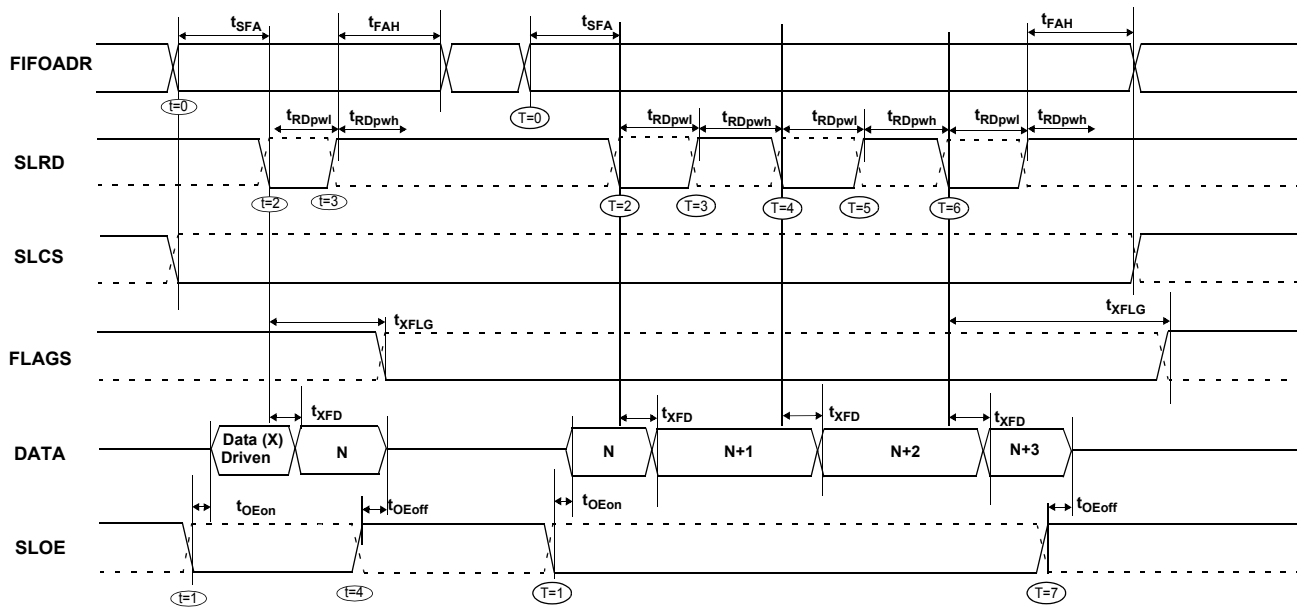 tSFA tFAH tSFA tFAH
FIFOADR
t=0 T=0
tRDpwl tRDpwh tRDpwl tRDpwh tRDpwl tRDpwh tRDpwl tRDpwh
SLRD
t=2 t=3 T=2 T=3 T=4 T=5 T=6
SLCS
tXFLG tXFLG
FLAGS
tXFD tXFD tXFD tXFD
DATA
Data (X)
Driven
N N N+1 N+2 N+3
tOEon tOEoff tOEon tOEoff
SLOE
t=1 t=4 T=1 T=7